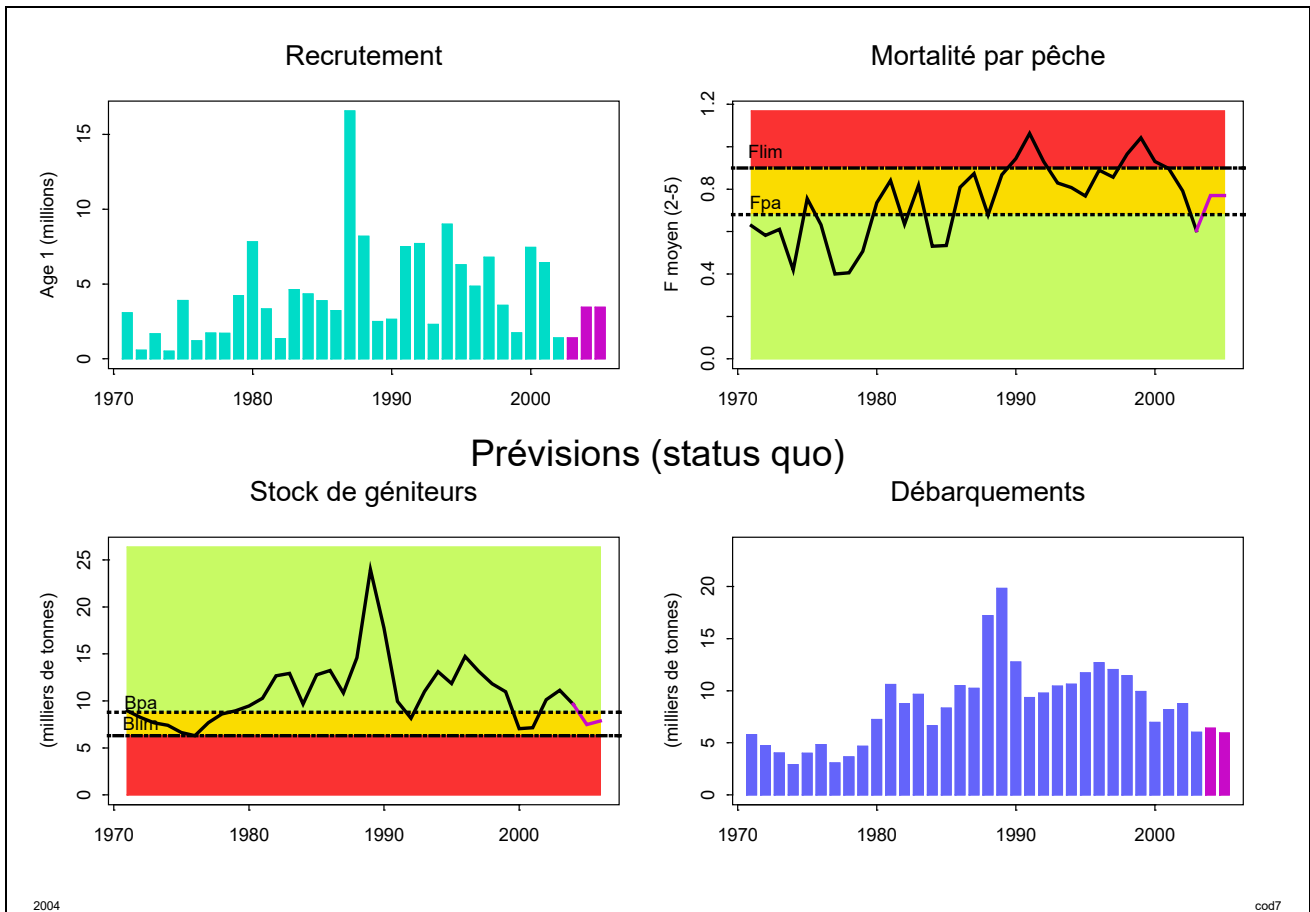 Recrutement
Age 1 (millions)
15
10
5
0
1970 1980 1990 2000
Mortalité par pêche
F moyen (2-5)
1.2
0.8
0.4
0.0
Flim
Fpa
1970 1980 1990 2000
Prévisions (status quo)
Stock de géniteurs
(milliers de tonnes)
25
20
15
10
5
0
Bpa
Blim
1970 1980 1990 2000
Débarquements
(milliers de tonnes)
20
15
10
5
0
1970 1980 1990 2000
2004
cod7